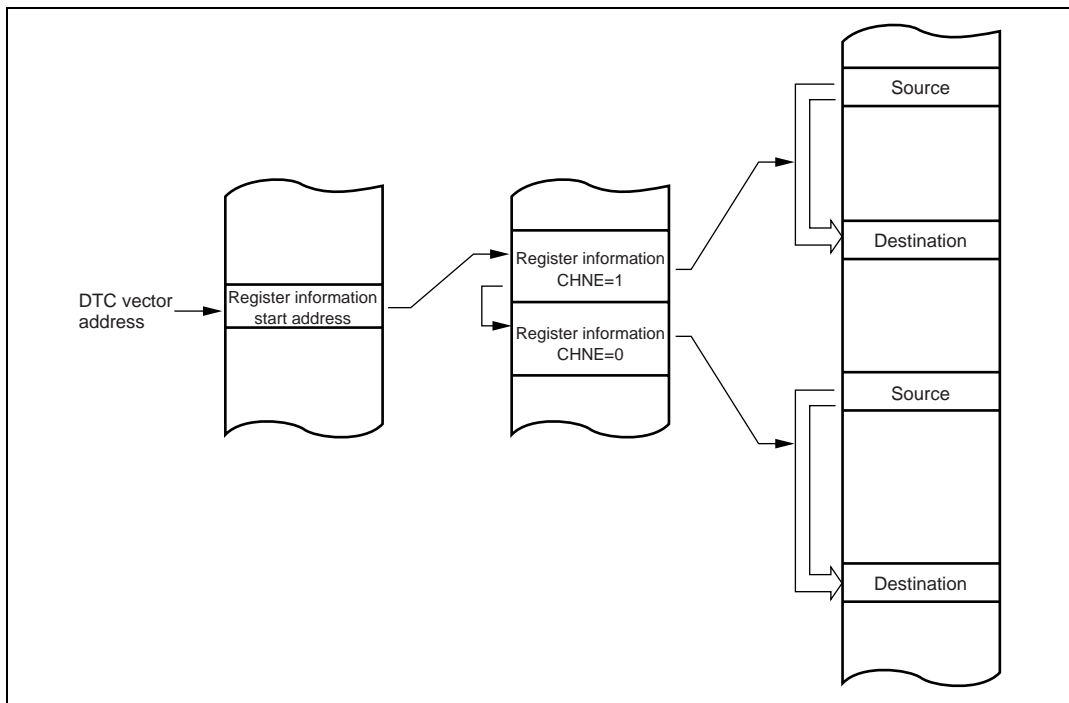 DTC vector
address
Register information
start address
Register information
CHNE=1
Register information
CHNE=0
Source
Destination
Source
Destination